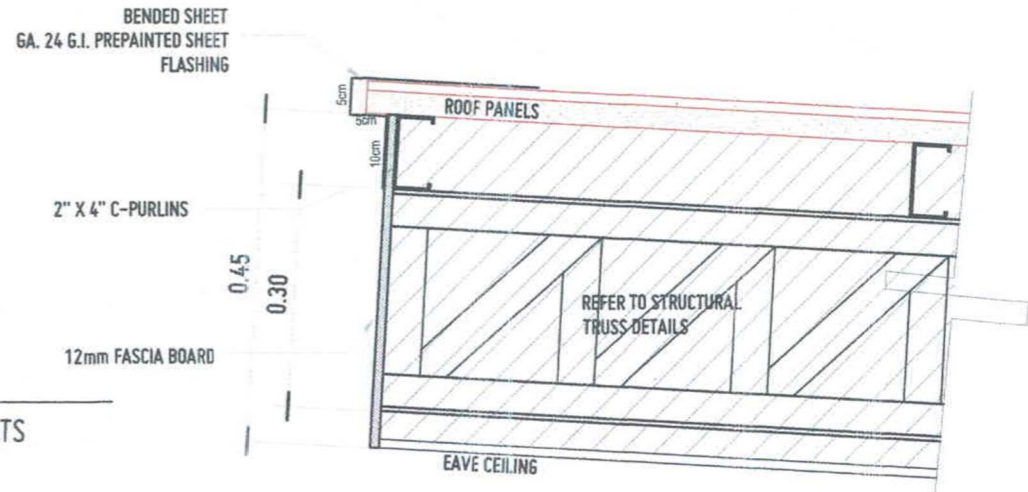 BENDED SHEET
GA. 24 G.I. PREPAINTED SHEET
FLASHING
5cm
ROOF PANELS
5cm
10cm
2" X 4" C-PURLINS
0.45
0.30
REFER TO STRUCTURAL
TRUSS DETAILS
12mm FASCIA BOARD
TS
EAVE CEILING